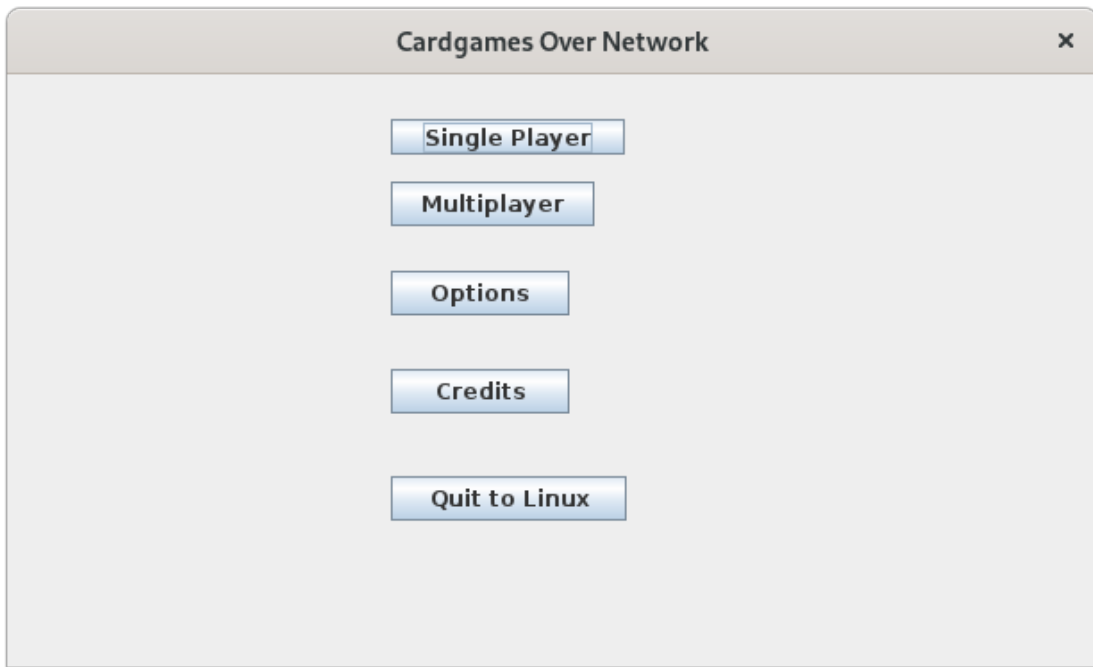 Cardgames Over Network
Single Player
Multiplayer
Options
Credits
Quit to Linux